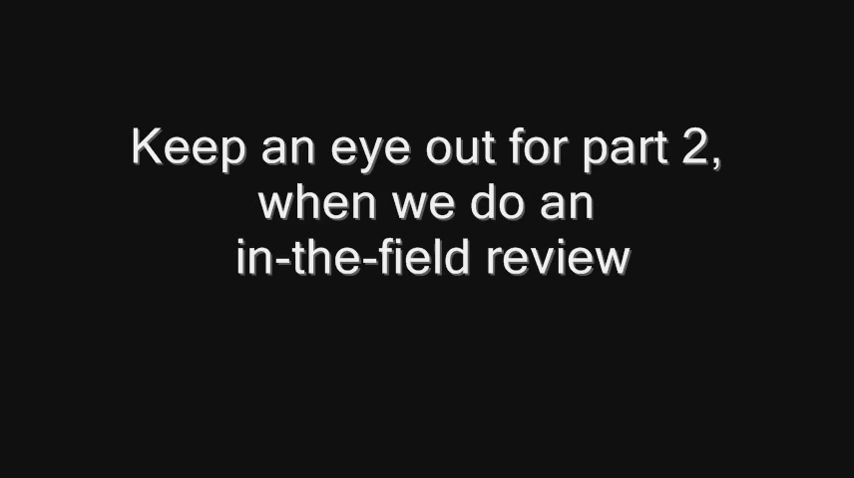 Keep an eye out for part 2,
when we do an
in-the-field review